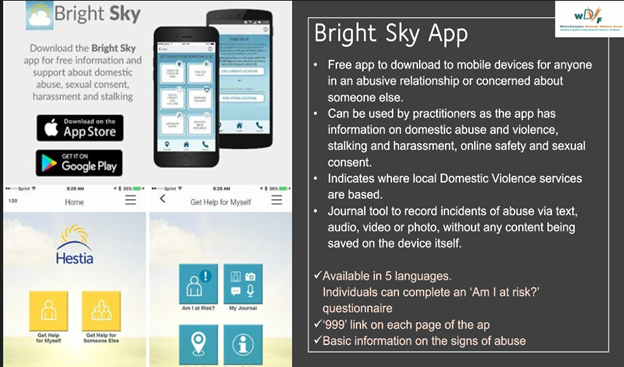 Bright Sky
Download the Bright Sky
app for free information and
support about domestic
abuse, sexual consent,
harassment and stalking
Download on the
App Store
GET IT ON
Google Play
Sprint 9:29 AM
1.00 Home
Hestia
Get Help
for Myself
Get Help for
Someone Else
Sprint 9:29 AM
Get Help for Myself
Am I at Risk?
My Journal
Bright Sky App
• Free app to download to mobile devices for anyone
in an abusive relationship or concerned about
someone else.
• Can be used by practitioners as the app has
information on domestic abuse and violence,
stalking and harassment, online safety and sexual
consent.
• Indicates where local Domestic Violence services
are based.
• Journal tool to record incidents of abuse via text,
audio, video or photo, without any content being
saved on the device itself.
✓Available in 5 languages.
Individuals can complete an 'Am I at risk?'
questionnaire
✓'999' link on each page of the ap
✓Basic information on the signs of abuse